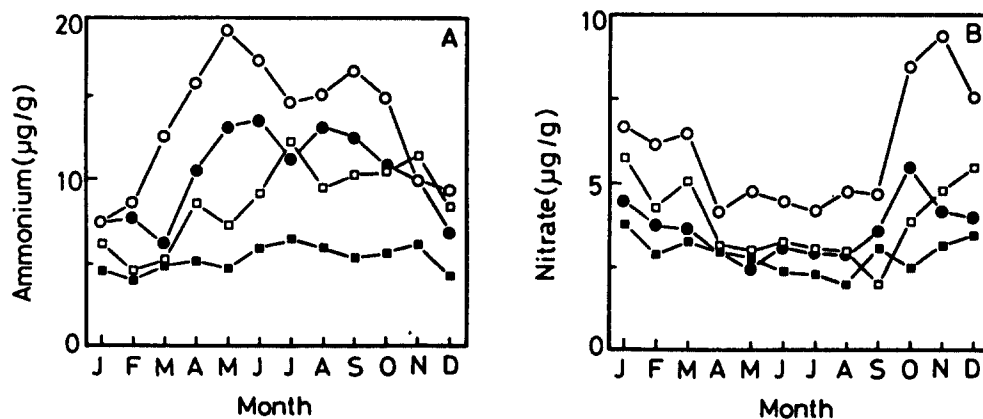 A
Ammonium(µg/g)
20
10
0
J F M A M J J A S O N D
Month
B
Nitrate(µg/g)
10
5
0
J F M A M J J A S O N D
Month